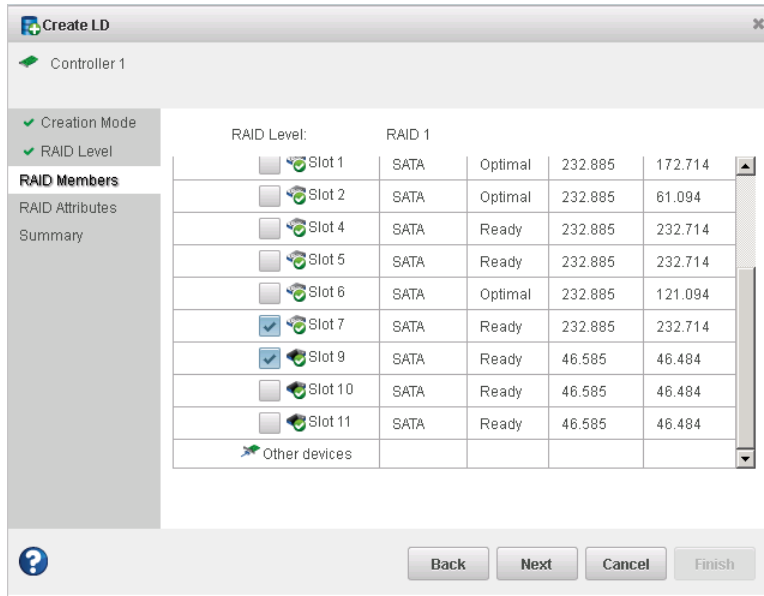 Create LD
Controller 1
Creation Mode
RAID Level
RAID Members
RAID Attributes
Summary
RAID Level: RAID 1
Slot 1 SATA Optimal 232.885 172.714
Slot 2 SATA Optimal 232.885 61.094
Slot 4 SATA Ready 232.885 232.714
Slot 5 SATA Ready 232.885 232.714
Slot 6 SATA Optimal 232.885 121.094
Slot 7 SATA Ready 232.885 232.714
Slot 9 SATA Ready 46.585 46.484
Slot 10 SATA Ready 46.585 46.484
Slot 11 SATA Ready 46.585 46.484
Other devices
? Back Next Cancel Finish